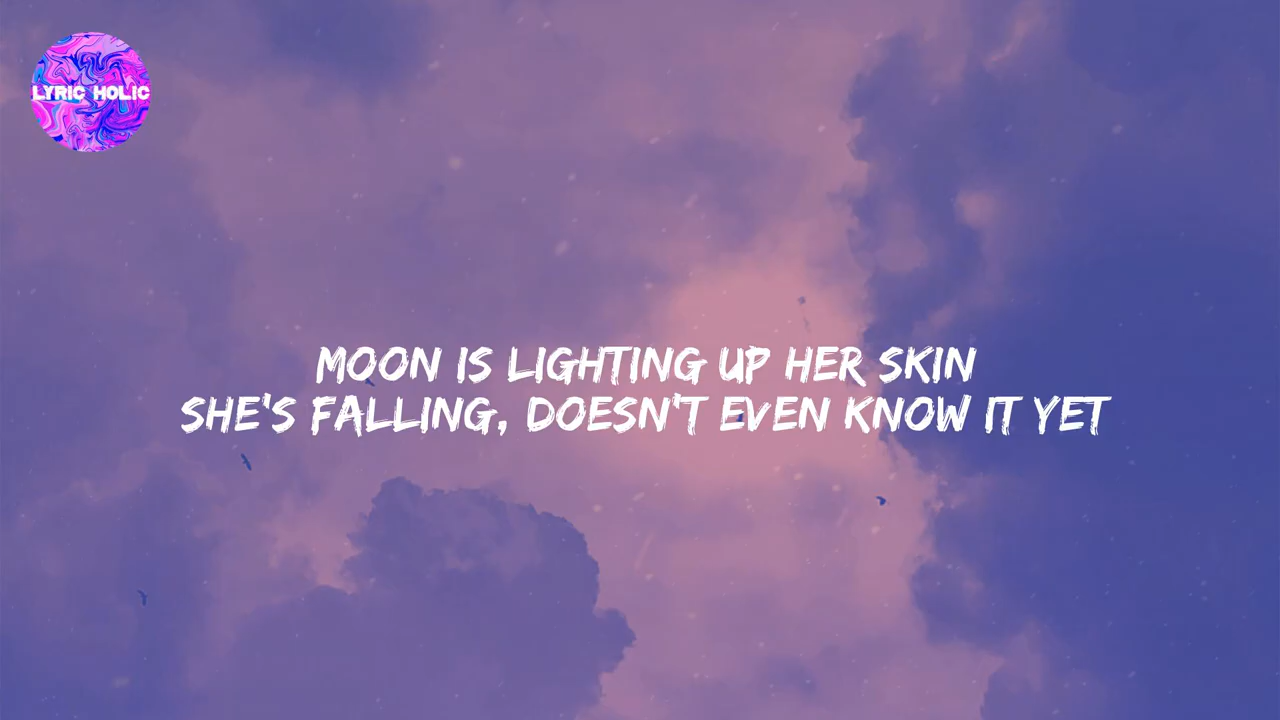 LYRIC HOLIC
MOON IS LIGHTING UP HER SKIN
SHE'S FALLING, DOESN'T EVEN KNOW IT YET